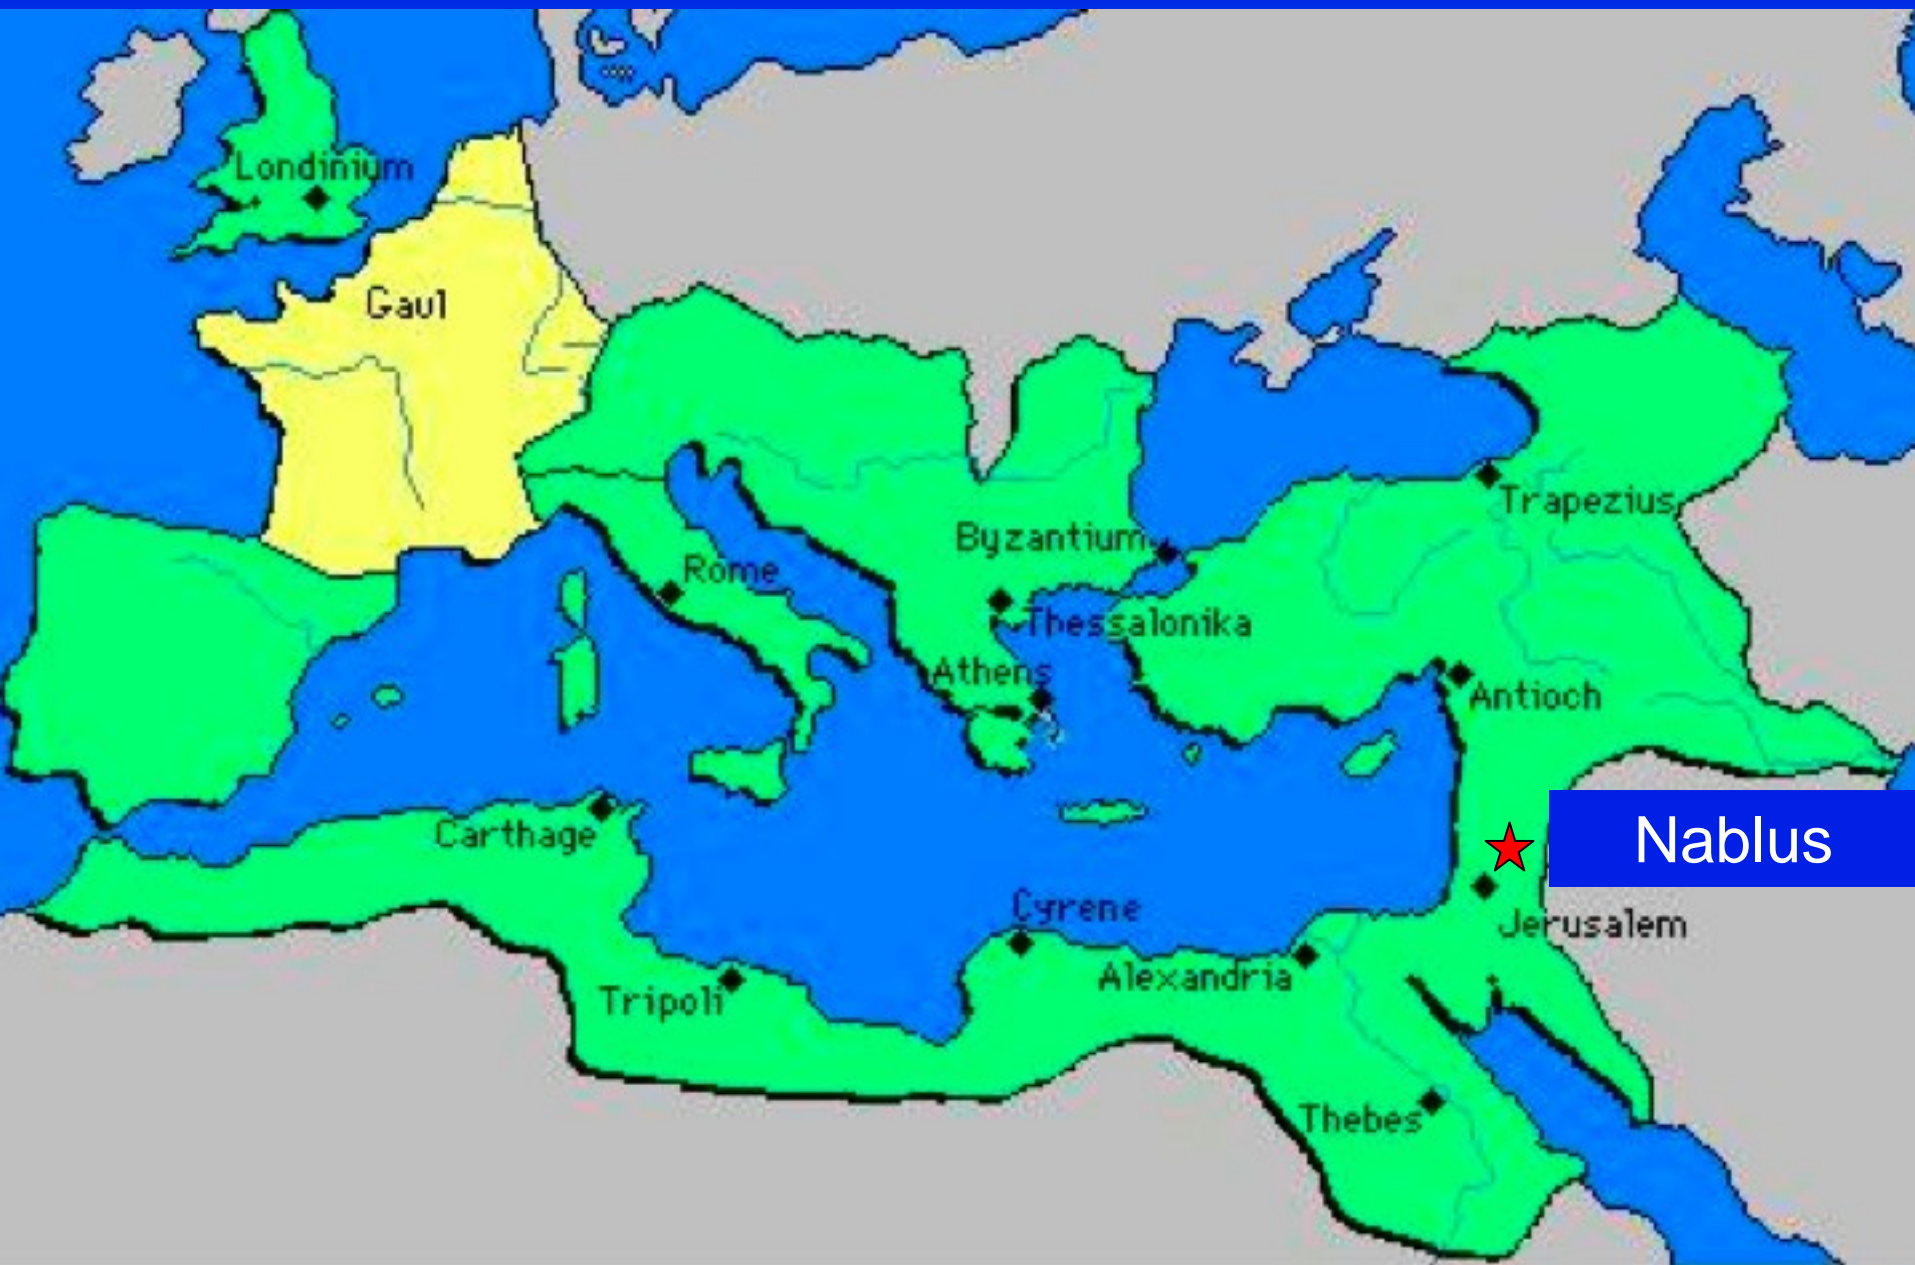 Londinium
Gaul
Trapezius
Byzantium
Rome
Thessalonika
Athens
Antioch
Nablus
Carthage
Cyrene
Jerusalem
Alexandria
Tripoli
Thebes